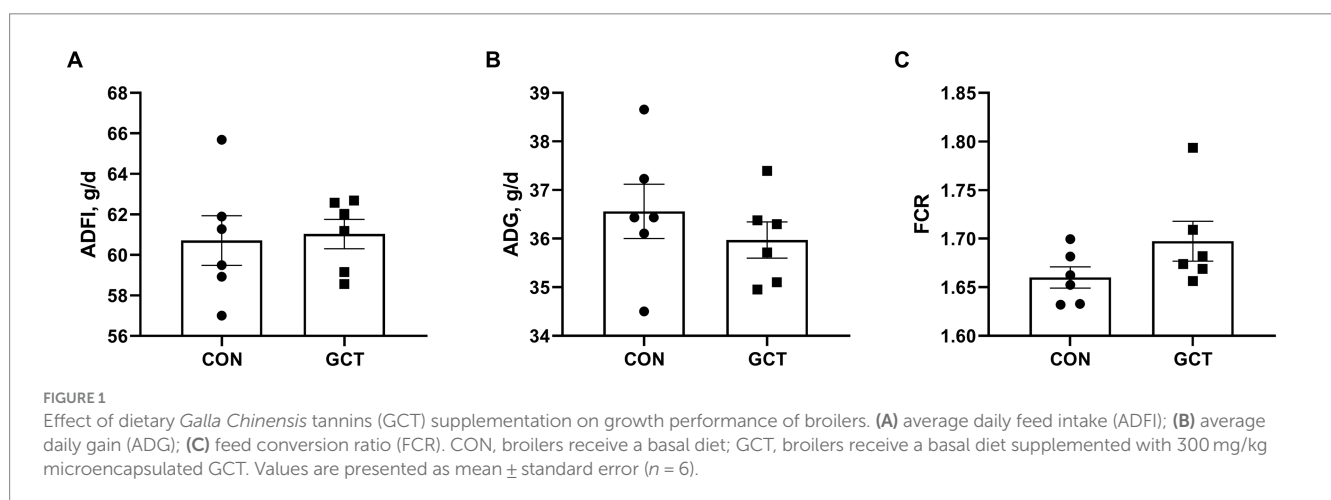 A
B
C
ADFI, g/d
68
66
64
62
60
58
56
CON
GCT
ADG, g/d
39
38
37
36
35
34
CON
GCT
FCR
1.85
1.80
1.75
1.70
1.65
1.60
CON
GCT
FIGURE 1
Effect of dietary Galla Chinensis tannins (GCT) supplementation on growth performance of broilers. (A) average daily feed intake (ADFI); (B) average
daily gain (ADG); (C) feed conversion ratio (FCR). CON, broilers receive a basal diet; GCT, broilers receive a basal diet supplemented with 300 mg/kg
microencapsulated GCT. Values are presented as mean ± standard error (n = 6).